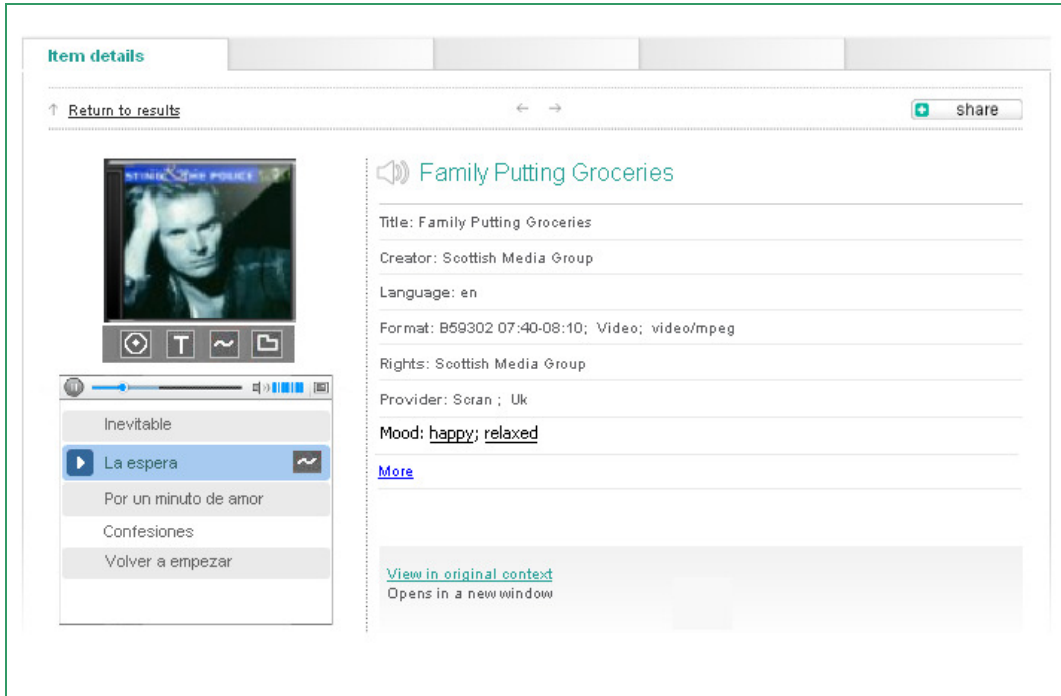 Item details
↑ Return to results
← →
share
STING & THE POLICE
T
Inevitable
La espera
Por un minuto de amor
Confesiones
Volver a empezar
Family Putting Groceries
Title: Family Putting Groceries
Creator: Scottish Media Group
Language: en
Format: B59302 07:40-08:10; Video; video/mpeg
Rights: Scottish Media Group
Provider: Scran ; Uk
Mood: happy; relaxed
More
View in original context
Opens in a new window